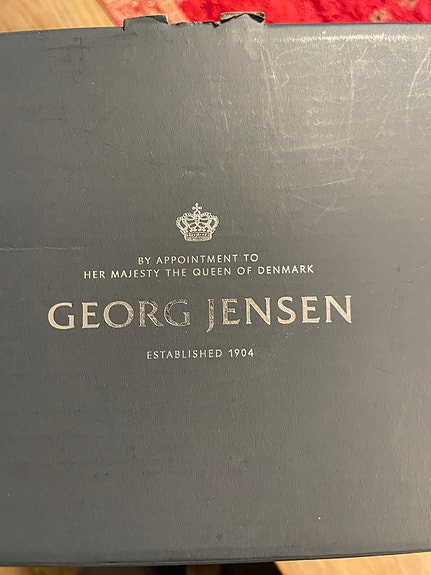 BY APPOINTMENT TO
HER MAJESTY THE QUEEN OF DENMARK
GEORG JENSEN
ESTABLISHED 1904